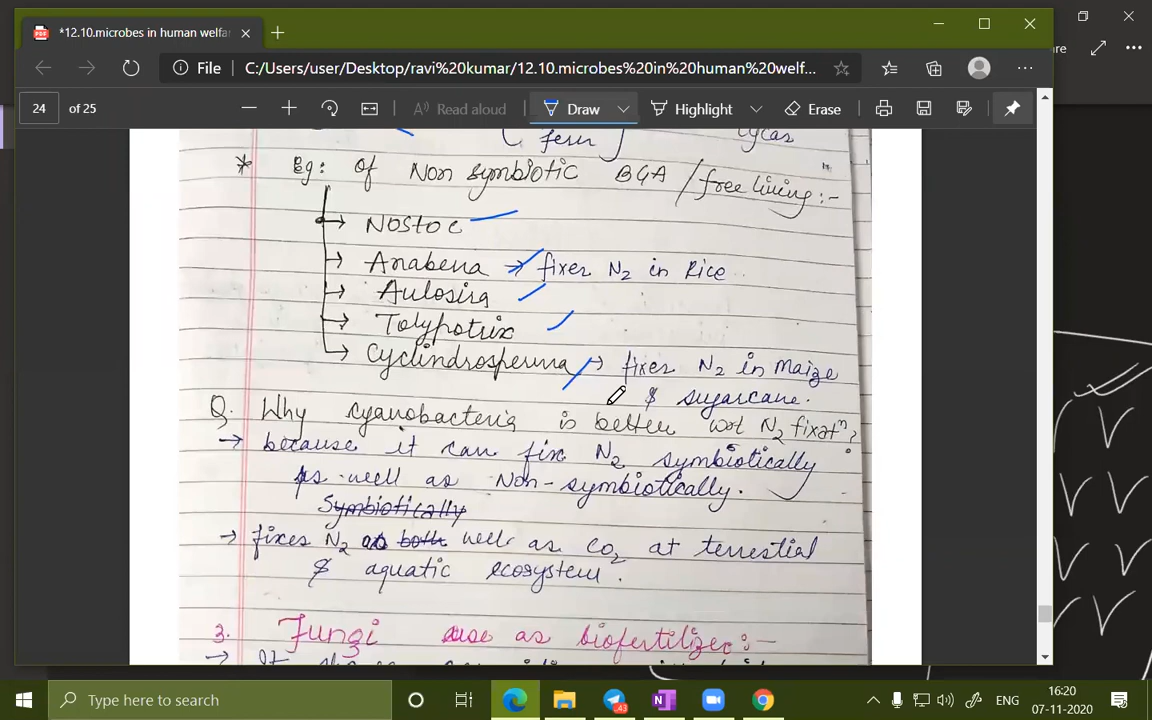 *12.10.microbes in human welfa
File C:/Users/user/Desktop/ravi%20kumar/12.10.microbes%20in%20human%20welf...
24 of 25 Read aloud Draw Highlight Erase
( fern ) Cycas
* Eg: Of Non symbiotic BGA / free living :-
→ Nostoc
→ Anabena → fixes N2 in Rice
→ Aulosira
→ Tolypotrix
→ Cyclindrosperma → fixes N2 in Maize
$ sugarcane.
Q. Why cyanobacteria is better wrt N2 fixatn?
→ because it can fix N2 symbiotically
as well as Non-symbiotically.
Symbiotically
→ fixes N2 as both well as CO2 at terrestial
$ aquatic ecosystem.
3. Fungi use as biofertilizer:-
→ It
Type here to search
43
ENG
16:20
07-11-2020